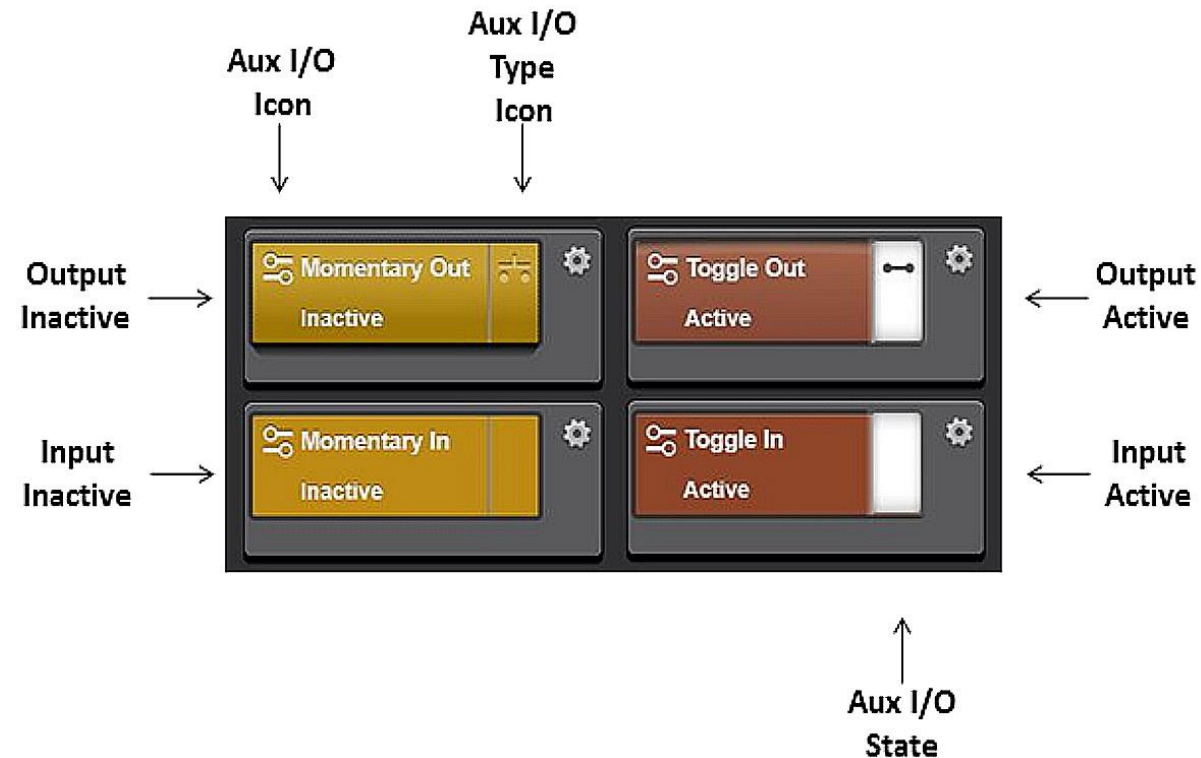 Aux I/O
Icon
Aux I/O
Type
Icon
Output
Inactive
Momentary Out
Inactive
Toggle Out
Active
Output
Active
Input
Inactive
Momentary In
Inactive
Toggle In
Active
Input
Active
Aux I/O
State